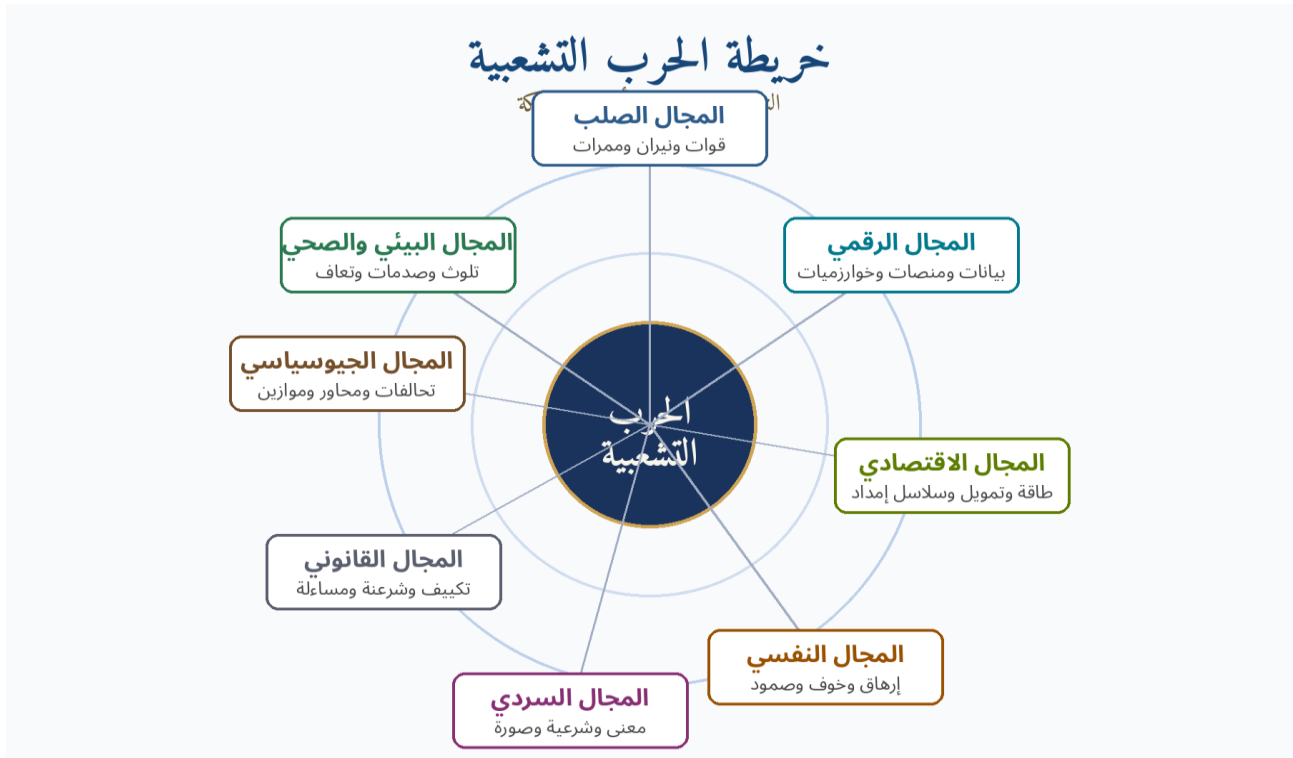 خريطة الحرب التشعبية
المجال الصلب
قوات ونيران وممرات
المجال الرقمي
بيانات ومنصات وخوارزميات
المجال البيئي والصحي
تلوث وصدمات وتعاف
المجال الجيوسياسي
تحالفات ومحاور وموازين
الحرب
التشعبية
المجال الاقتصادي
طاقة وتمويل وسلاسل إمداد
المجال القانوني
تكييف وشرعنة ومساءلة
المجال النفسي
إرهاق وخوف وصمود
المجال السردي
معنى وشرعية وصورة